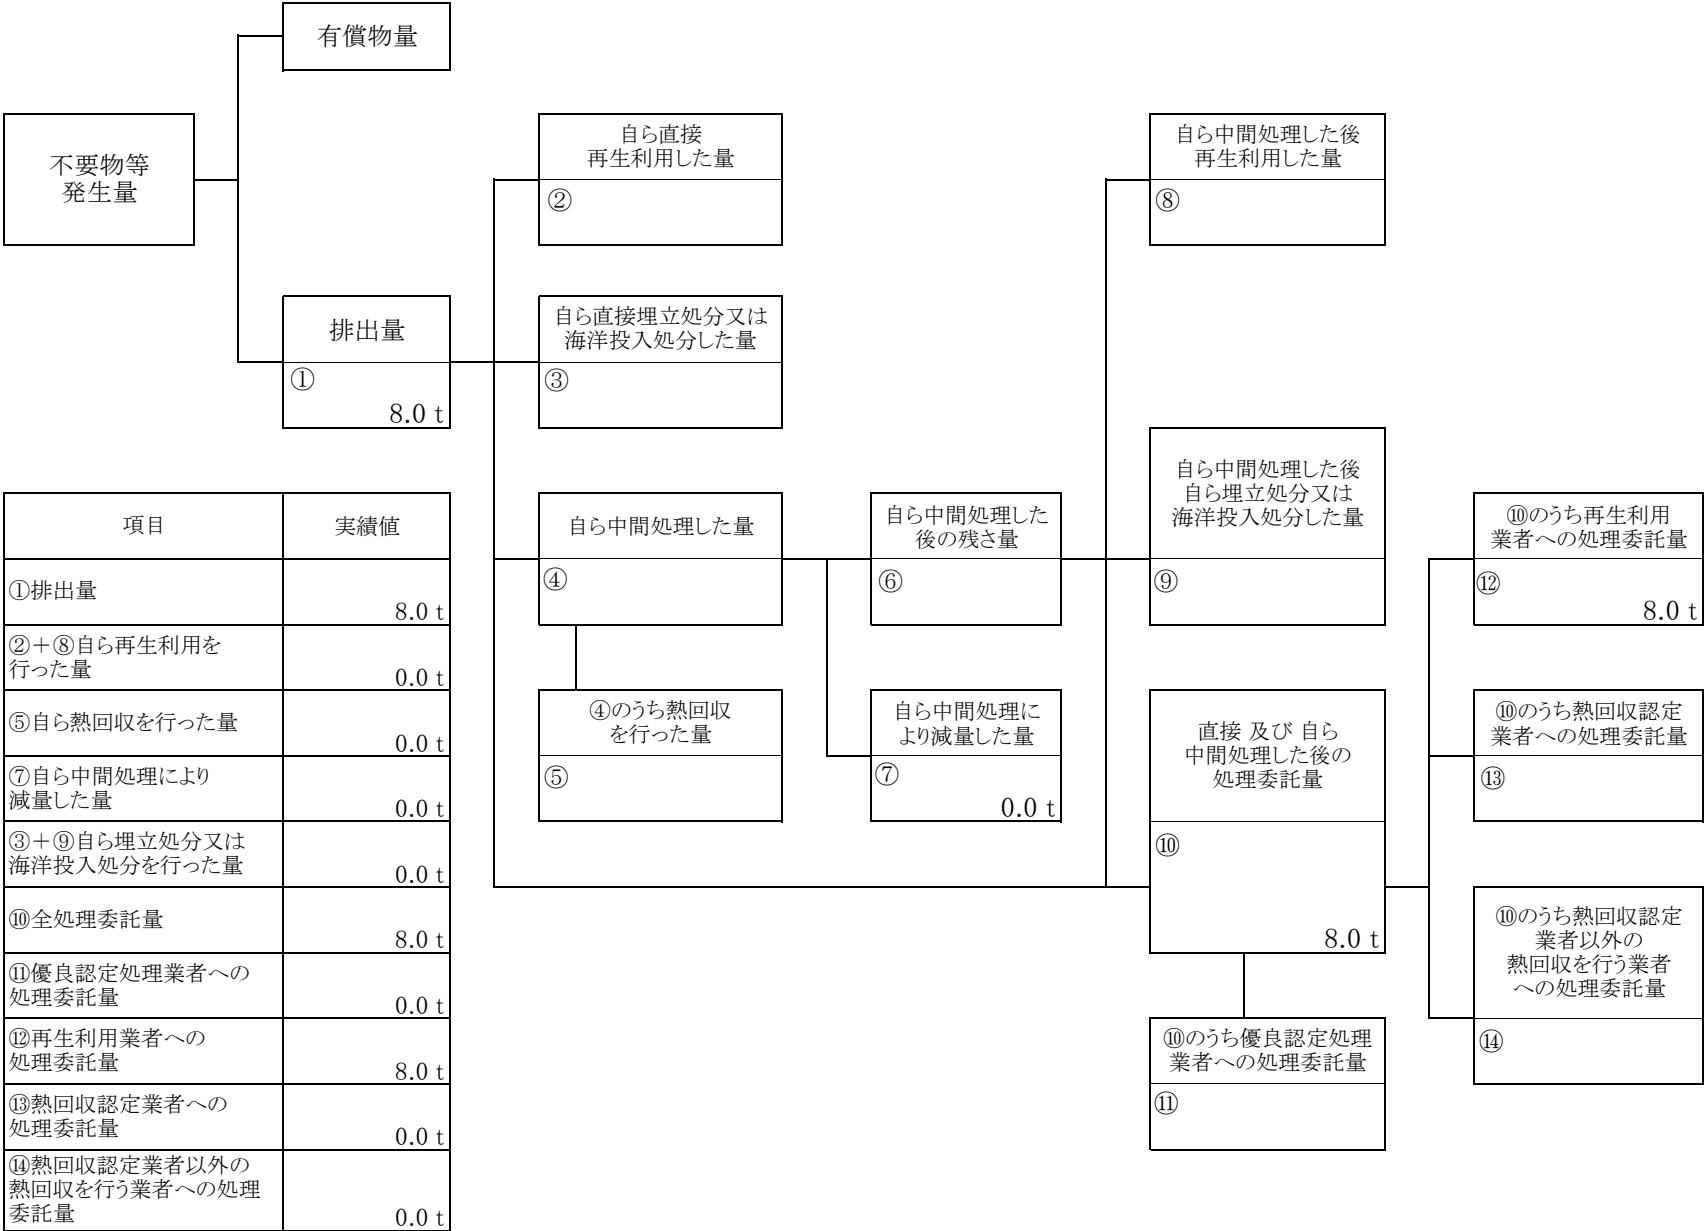 有償物量
不要物等
発生量
自ら直接
再生利用した量
②
自ら中間処理した後
再生利用した量
⑧
排出量
①
8.0 t
自ら直接埋立処分又は
海洋投入処分した量
③
自ら中間処理した量
④
自ら中間処理した
後の残さ量
⑥
自ら中間処理した後
自ら埋立処分又は
海洋投入処分した量
⑨
⑩のうち再生利用
業者への処理委託量
⑫
8.0 t
④のうち熱回収
を行った量
⑤
自ら中間処理に
より減量した量
⑦
0.0 t
直接 及び 自ら
中間処理した後の
処理委託量
⑩
8.0 t
⑩のうち熱回収認定
業者への処理委託量
⑬
⑩のうち熱回収認定
業者以外の
熱回収を行う業者
への処理委託量
⑭
⑩のうち優良認定処理
業者への処理委託量
⑪
項目 実績値
①排出量
8.0 t
②＋⑧自ら再生利用を
行った量
0.0 t
⑤自ら熱回収を行った量
0.0 t
⑦自ら中間処理により
減量した量
0.0 t
③＋⑨自ら埋立処分又は
海洋投入処分を行った量
0.0 t
⑩全処理委託量
8.0 t
⑪優良認定処理業者への
処理委託量
0.0 t
⑫再生利用業者への
処理委託量
8.0 t
⑬熱回収認定業者への
処理委託量
0.0 t
⑭熱回収認定業者以外の
熱回収を行う業者への処理
委託量
0.0 t